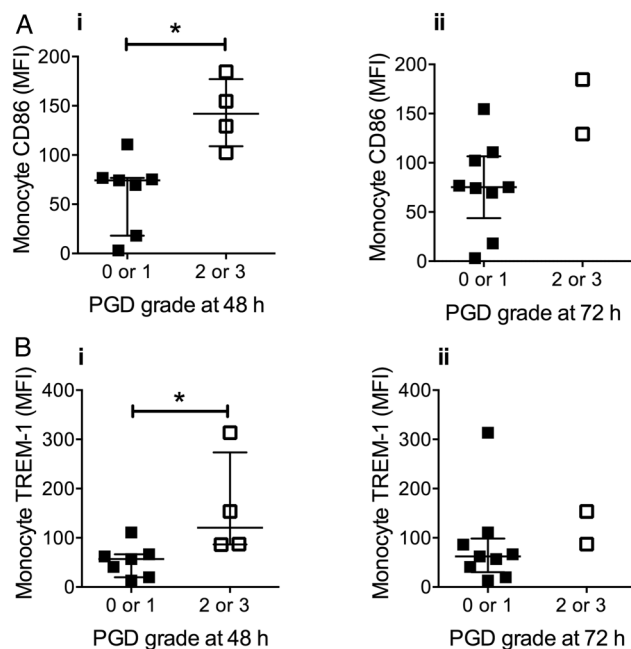 A
i
*
Monocyte CD86 (MFI)
200
150
100
50
0
0 or 1
2 or 3
PGD grade at 48 h
ii
Monocyte CD86 (MFI)
200
150
100
50
0
0 or 1
2 or 3
PGD grade at 72 h
B
i
*
Monocyte TREM-1 (MFI)
400
300
200
100
0
0 or 1
2 or 3
PGD grade at 48 h
ii
Monocyte TREM-1 (MFI)
400
300
200
100
0
0 or 1
2 or 3
PGD grade at 72 h